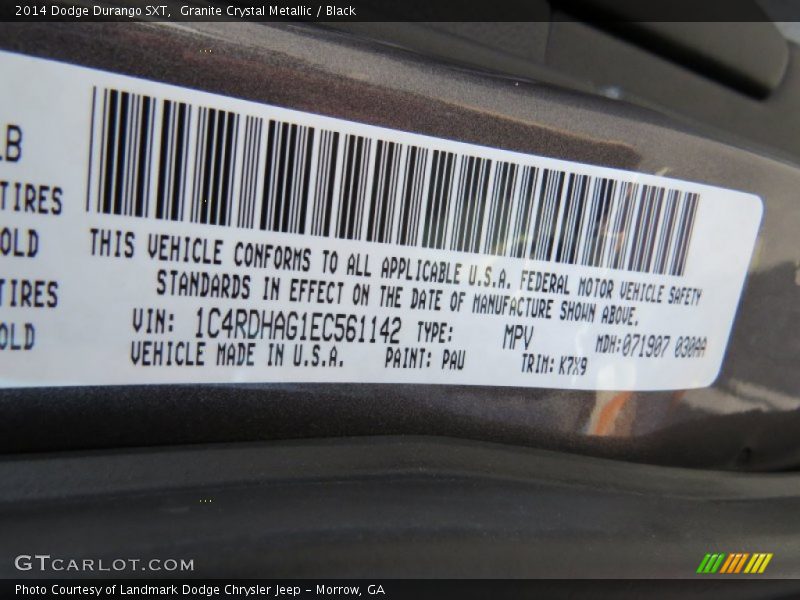 2014 Dodge Durango SXT,  Granite Crystal Metallic / Black
LB
TIRES
OLD
TIRES
OLD
THIS VEHICLE CONFORMS TO ALL APPLICABLE U.S.A. FEDERAL MOTOR VEHICLE SAFETY
STANDARDS IN EFFECT ON THE DATE OF MANUFACTURE SHOWN ABOVE.
VIN: 1C4RDHAG1EC561142 TYPE: MPV MDH:071907 030AA
VEHICLE MADE IN U.S.A. PAINT: PAU TRIM: K7X9
GTCARLOT.COM
Photo Courtesy of Landmark Dodge Chrysler Jeep – Morrow, GA